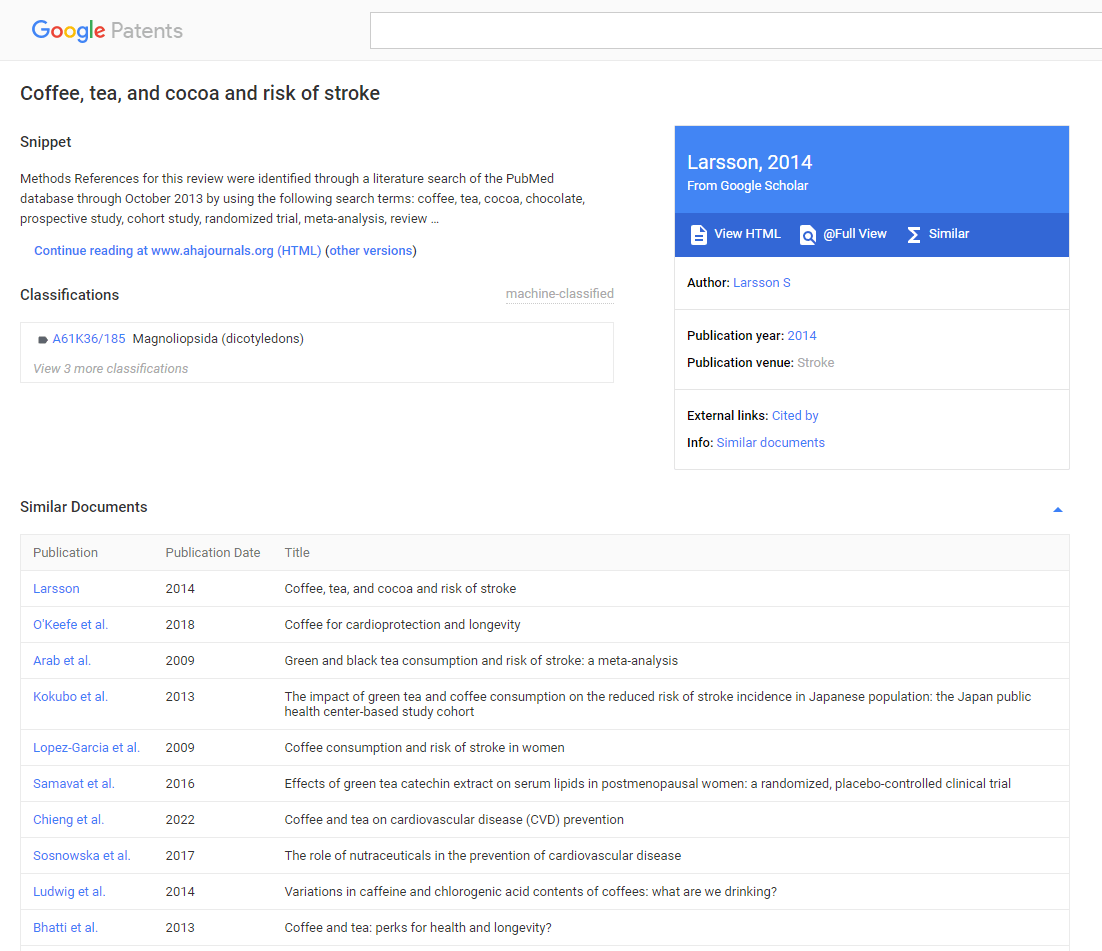 Google Patents
Coffee, tea, and cocoa and risk of stroke
Snippet
Methods References for this review were identified through a literature search of the PubMed
database through October 2013 by using the following search terms: coffee, tea, cocoa, chocolate,
prospective study, cohort study, randomized trial, meta-analysis, review …
Continue reading at www.ahajournals.org (HTML) (other versions)
Classifications machine-classified
A61K36/185 Magnoliopsida (dicotyledons)
View 3 more classifications
Larsson, 2014
From Google Scholar
View HTML @Full View Similar
Author: Larsson S
Publication year: 2014
Publication venue: Stroke
External links: Cited by
Info: Similar documents
Similar Documents
Publication Publication Date Title
Larsson 2014 Coffee, tea, and cocoa and risk of stroke
O'Keefe et al. 2018 Coffee for cardioprotection and longevity
Arab et al. 2009 Green and black tea consumption and risk of stroke: a meta-analysis
Kokubo et al. 2013 The impact of green tea and coffee consumption on the reduced risk of stroke incidence in Japanese population: the Japan public
health center-based study cohort
Lopez-Garcia et al. 2009 Coffee consumption and risk of stroke in women
Samavat et al. 2016 Effects of green tea catechin extract on serum lipids in postmenopausal women: a randomized, placebo-controlled clinical trial
Chieng et al. 2022 Coffee and tea on cardiovascular disease (CVD) prevention
Sosnowska et al. 2017 The role of nutraceuticals in the prevention of cardiovascular disease
Ludwig et al. 2014 Variations in caffeine and chlorogenic acid contents of coffees: what are we drinking?
Bhatti et al. 2013 Coffee and tea: perks for health and longevity?